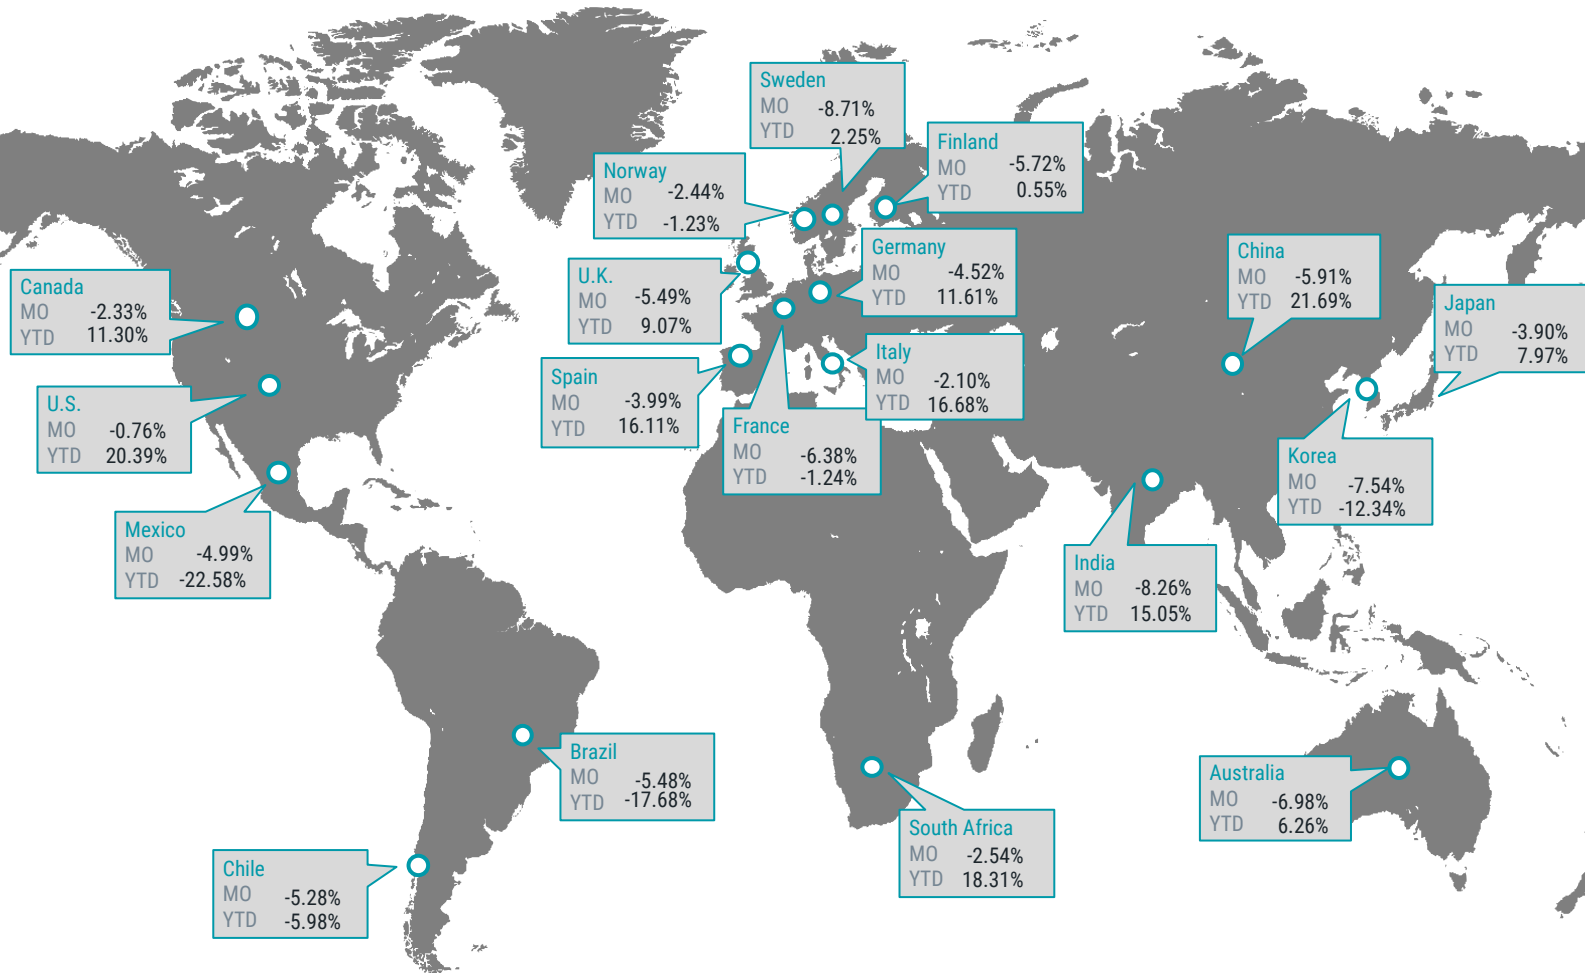 Sweden
MO -8.71%
YTD 2.25%
Finland
MO -5.72%
YTD 0.55%
Norway
MO -2.44%
YTD -1.23%
Germany
MO -4.52%
YTD 11.61%
China
MO -5.91%
YTD 21.69%
U.K.
MO -5.49%
YTD 9.07%
Canada
MO -2.33%
YTD 11.30%
Japan
MO -3.90%
YTD 7.97%
Italy
MO -2.10%
YTD 16.68%
Spain
MO -3.99%
YTD 16.11%
U.S.
MO -0.76%
YTD 20.39%
France
MO -6.38%
YTD -1.24%
Korea
MO -7.54%
YTD -12.34%
Mexico
MO -4.99%
YTD -22.58%
India
MO -8.26%
YTD 15.05%
Brazil
MO -5.48%
YTD -17.68%
Australia
MO -6.98%
YTD 6.26%
South Africa
MO -2.54%
YTD 18.31%
Chile
MO -5.28%
YTD -5.98%